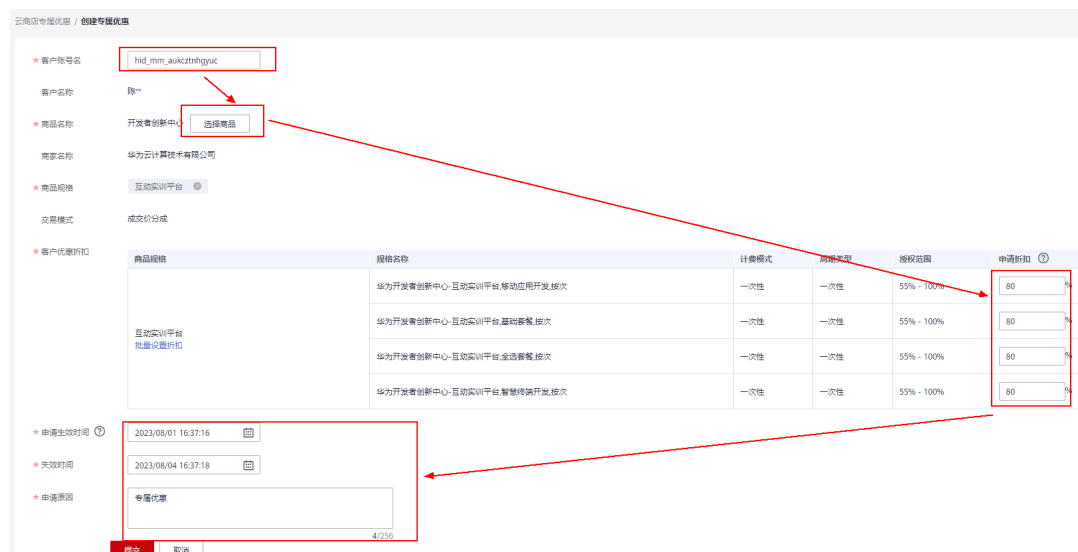 云商店专属优惠 / 创建专属优惠
* 客户账号名 hid_mm_aukcztnhgyuc
客户名称 陈**
* 商品名称 开发者创新中心 选择商品
商家名称 华为云计算技术有限公司
* 商品规格 互动实训平台
交易模式 成交价分成
* 客户优惠折扣
商品规格 规格名称 计费模式 周期类型 授权范围 申请折扣 ?
华为开发者创新中心-互动实训平台,移动应用开发,按次 一次性 一次性 55% - 100% 80 %
华为开发者创新中心-互动实训平台,基础套餐,按次 一次性 一次性 55% - 100% 80 %
互动实训平台
批量设置折扣
华为开发者创新中心-互动实训平台,全选套餐,按次 一次性 一次性 55% - 100% 80 %
华为开发者创新中心-互动实训平台,智慧终端开发,按次 一次性 一次性 55% - 100% 80 %
* 申请生效时间 ? 2023/08/01 16:37:16
* 失效时间 2023/08/04 16:37:18
* 申请原因 专属优惠
4/256
提交 取消